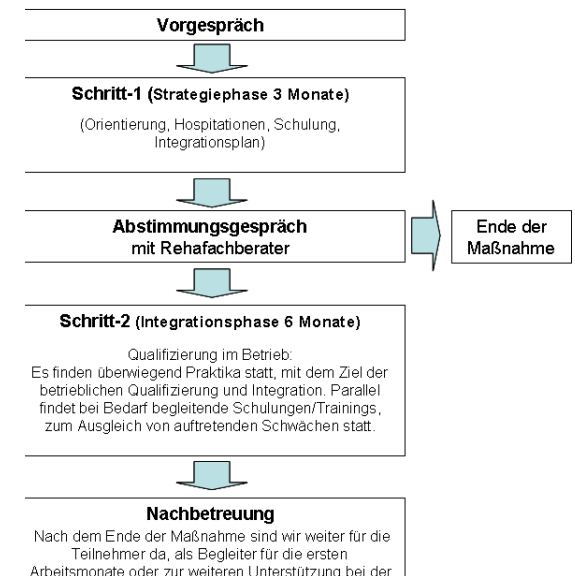 Vorgespräch
Schritt-1 (Strategiephase 3 Monate)
(Orientierung, Hospitationen, Schulung,
Integrationsplan)
Abstimmungsgespräch
mit Rehafachberater
Ende der
Maßnahme
Schritt-2 (Integrationsphase 6 Monate)
Qualifizierung im Betrieb:
Es finden überwiegend Praktika statt, mit dem Ziel der
betrieblichen Qualifizierung und Integration. Parallel
findet bei Bedarf begleitende Schulungen/Trainings,
zum Ausgleich von auftretenden Schwächen statt.
Nachbetreuung
Nach dem Ende der Maßnahme sind wir weiter für die
Teilnehmer da, als Begleiter für die ersten
Arbeitsmonate oder zur weiteren Unterstützung bei der